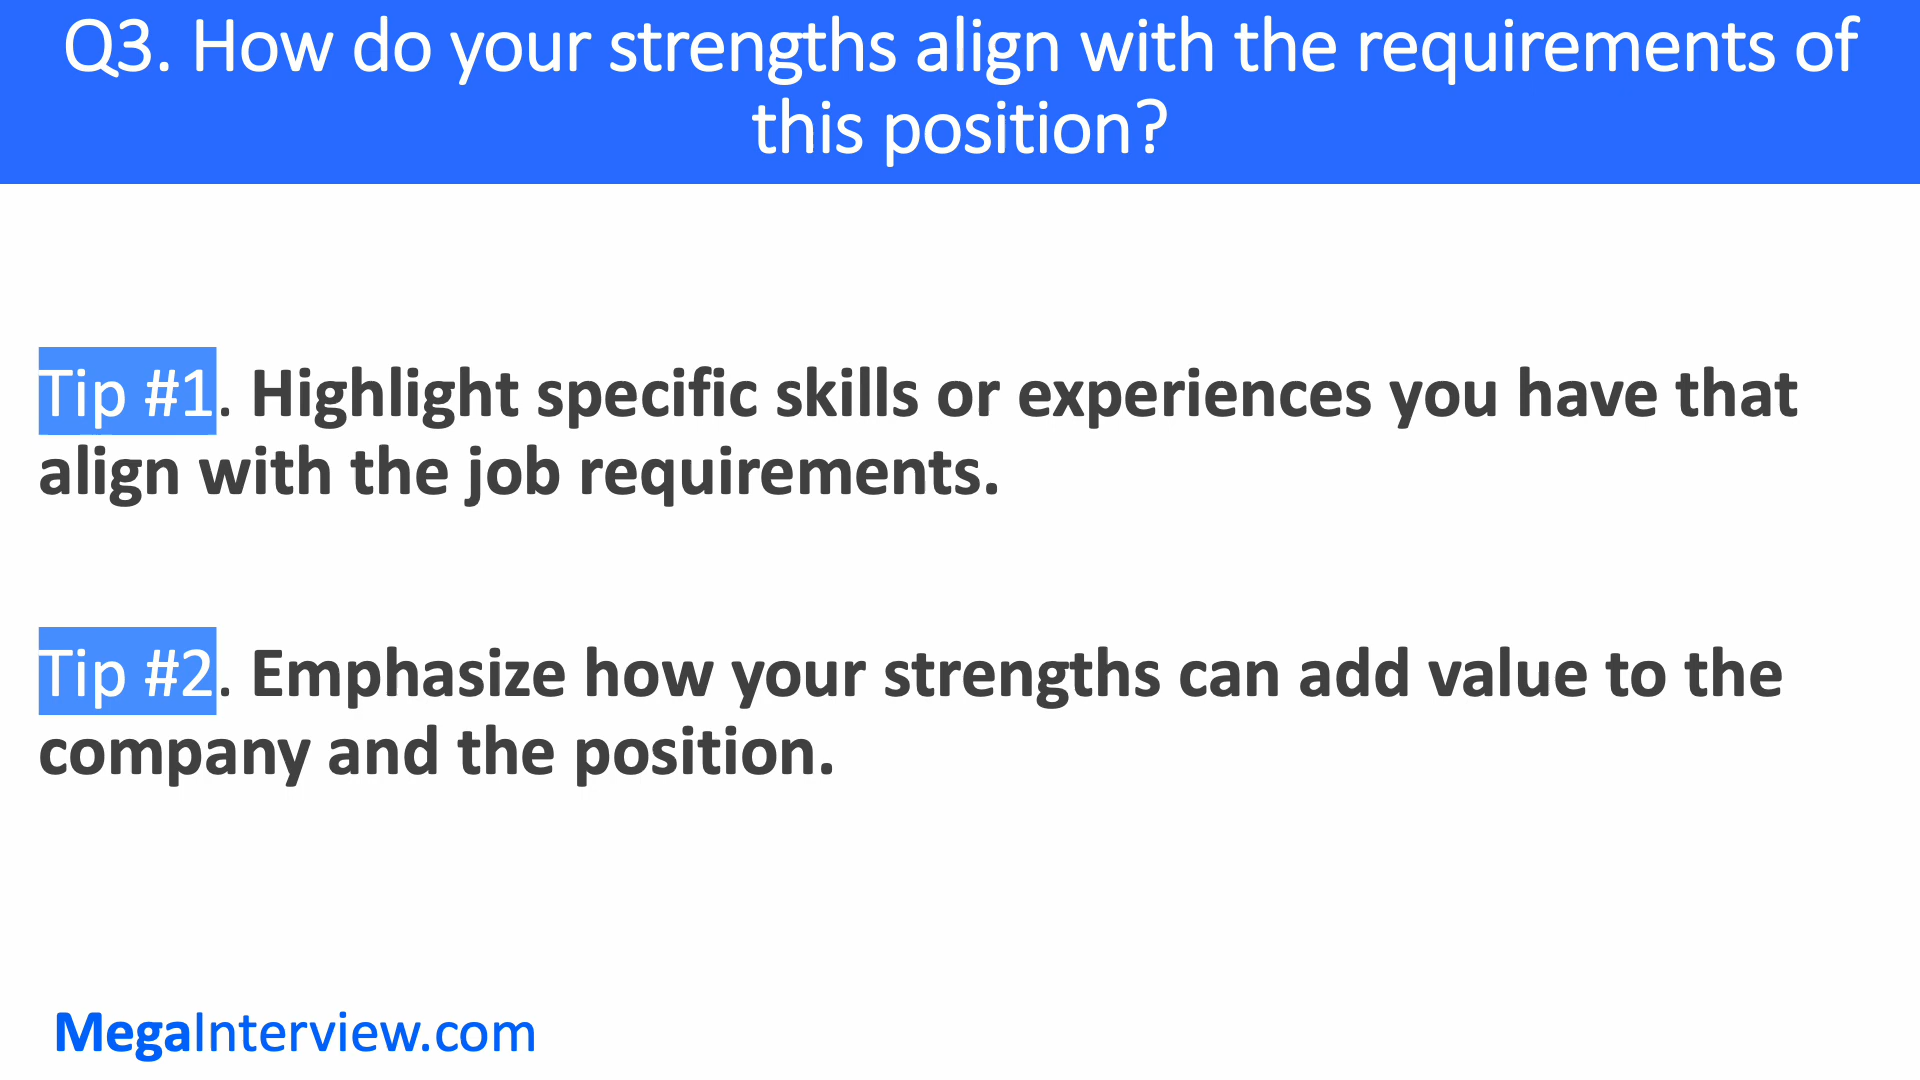 Q3. How do your strengths align with the requirements of
this position?
Tip #1. Highlight specific skills or experiences you have that
align with the job requirements.
Tip #2. Emphasize how your strengths can add value to the
company and the position.
MegaInterview.com